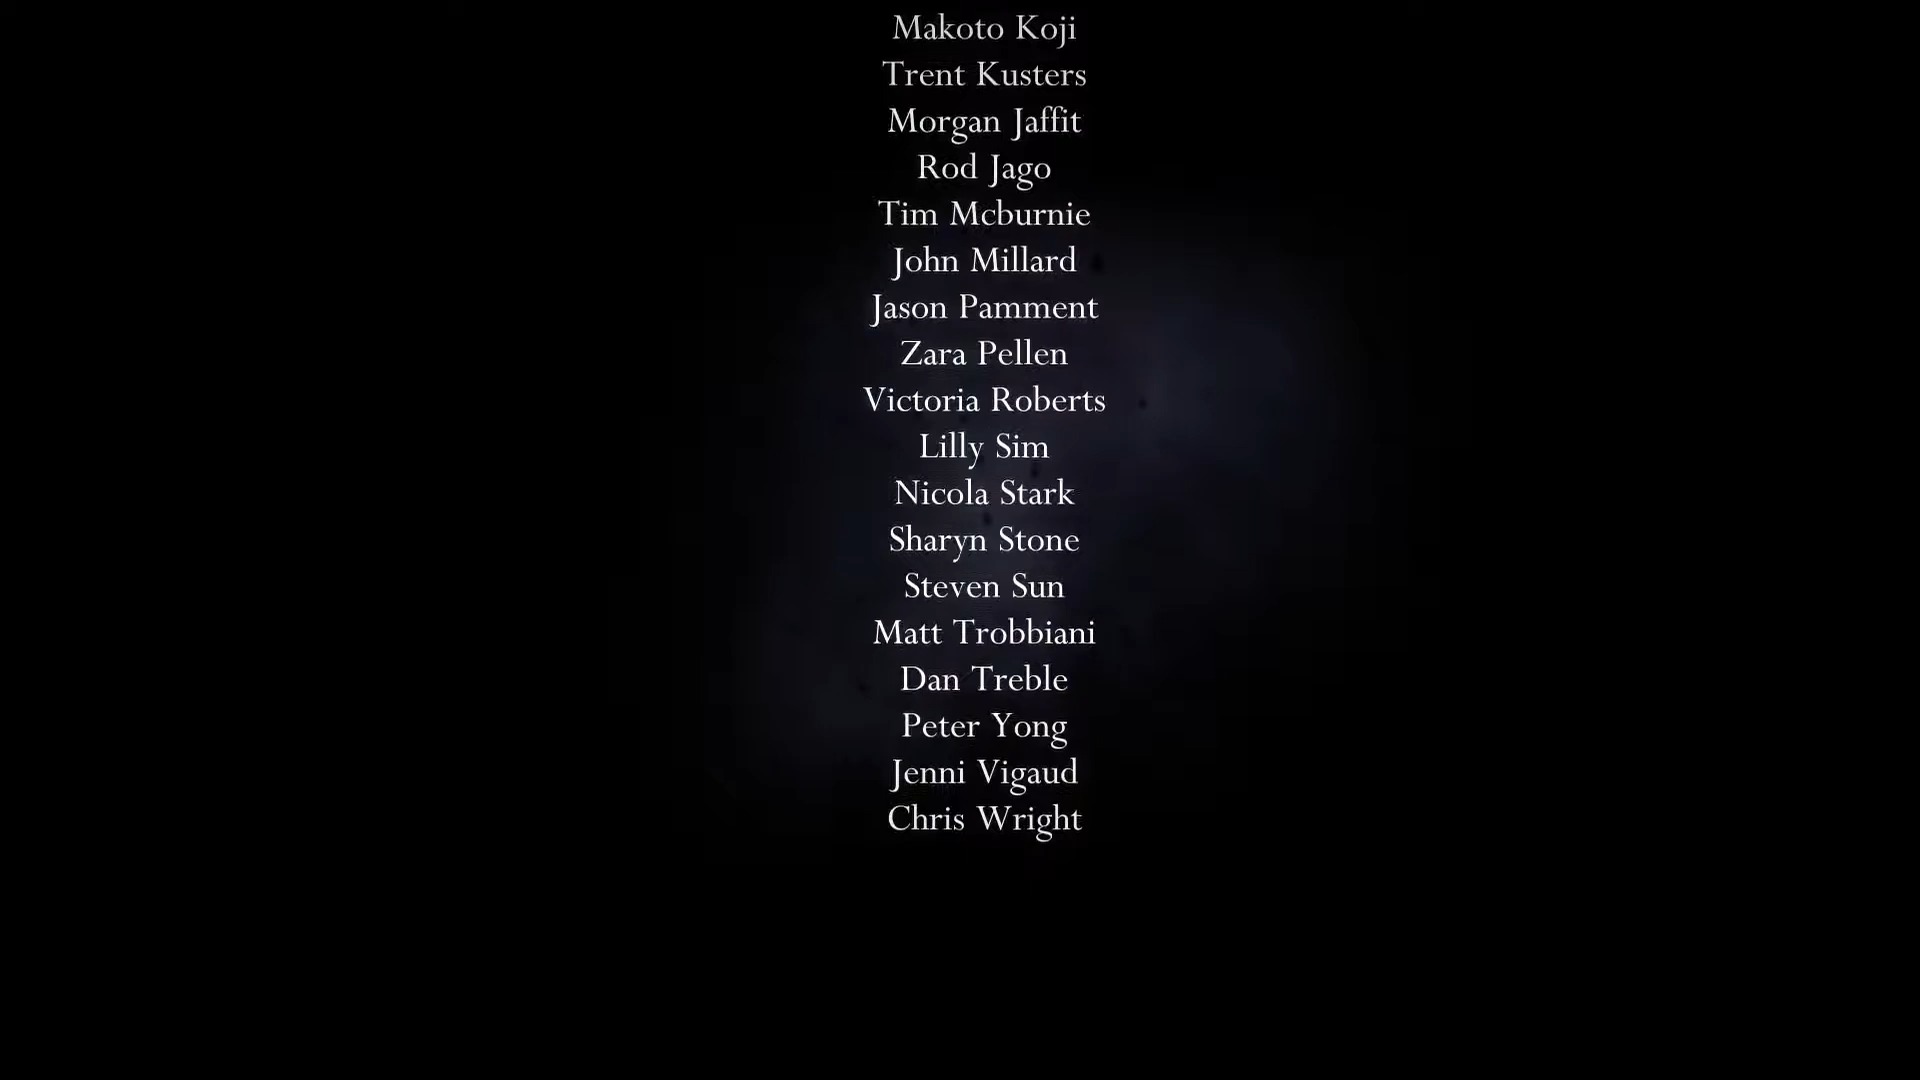 Makoto Koji
Trent Kusters
Morgan Jaffit
Rod Jago
Tim Mcburnie
John Millard
Jason Pamment
Zara Pellen
Victoria Roberts
Lilly Sim
Nicola Stark
Sharyn Stone
Steven Sun
Matt Trobbiani
Dan Treble
Peter Yong
Jenni Vigaud
Chris Wright